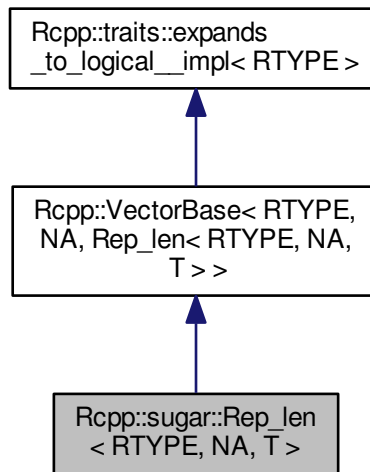 Rcpp::traits::expands
_to_logical__impl< RTYPE >
Rcpp::VectorBase< RTYPE,
NA, Rep_len< RTYPE, NA,
T > >
Rcpp::sugar::Rep_len
< RTYPE, NA, T >